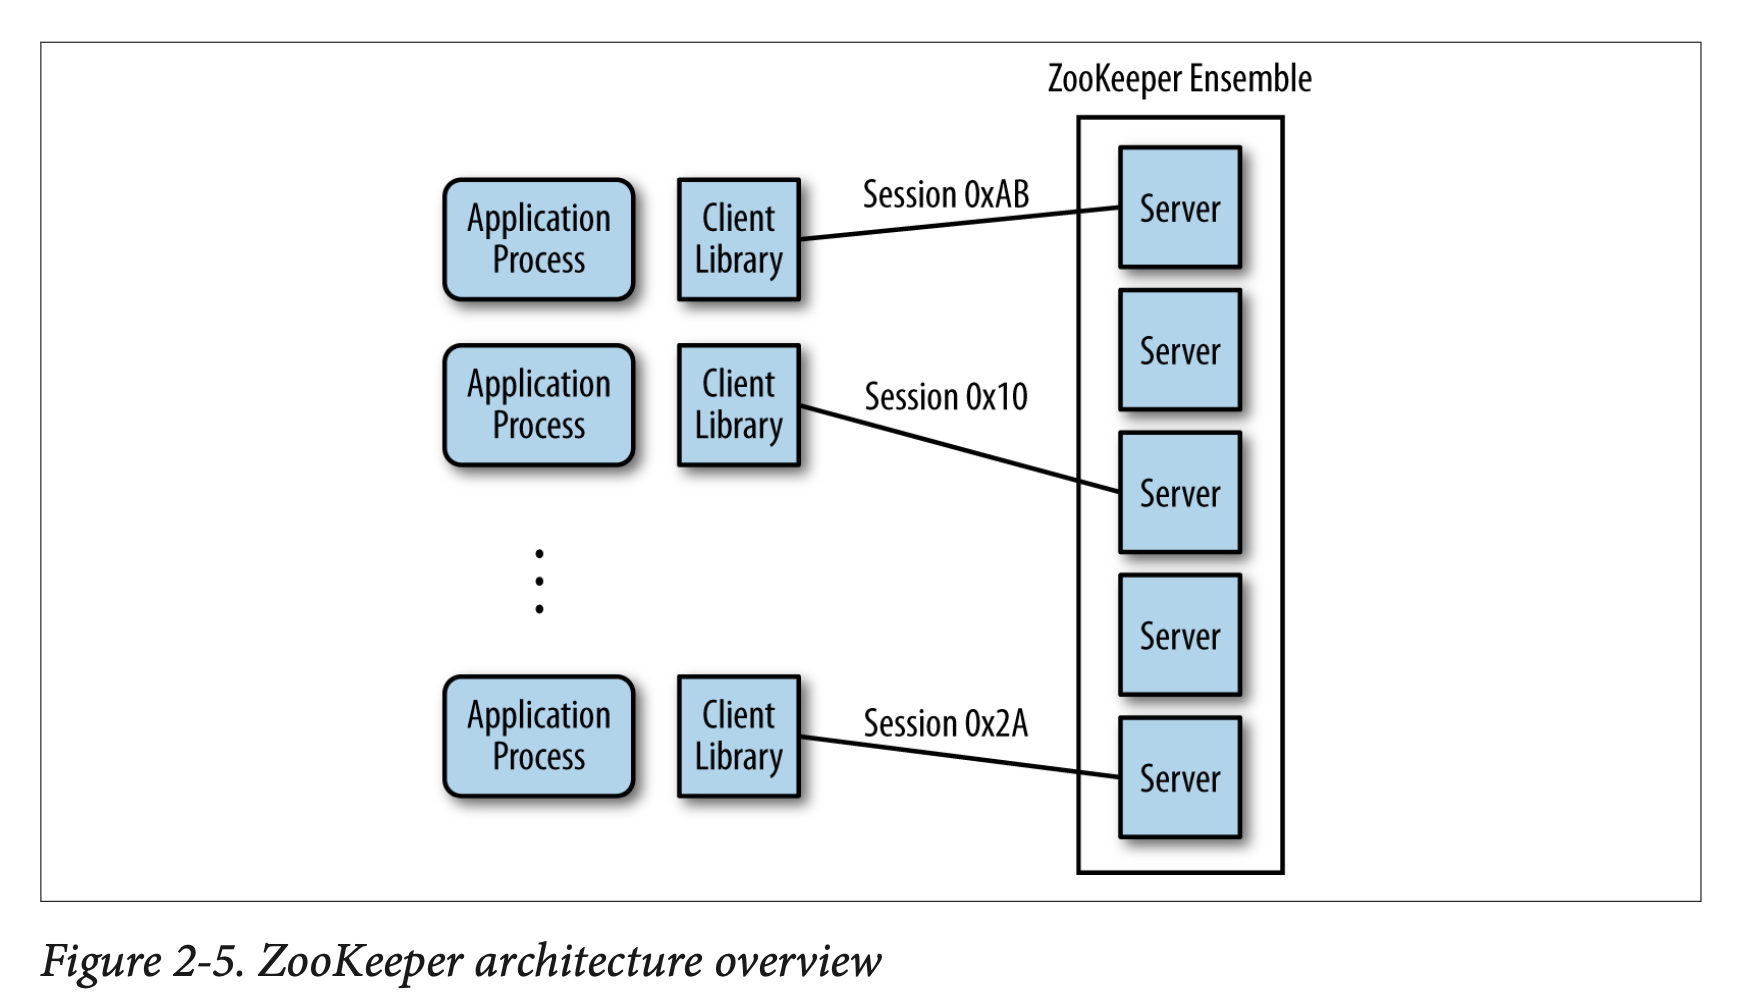 ZooKeeper Ensemble
Application
Process
Client
Library
Session 0xAB
Server
Server
Application
Process
Client
Library
Session 0x10
Server
Server
Application
Process
Client
Library
Session 0x2A
Server
Figure 2-5. ZooKeeper architecture overview